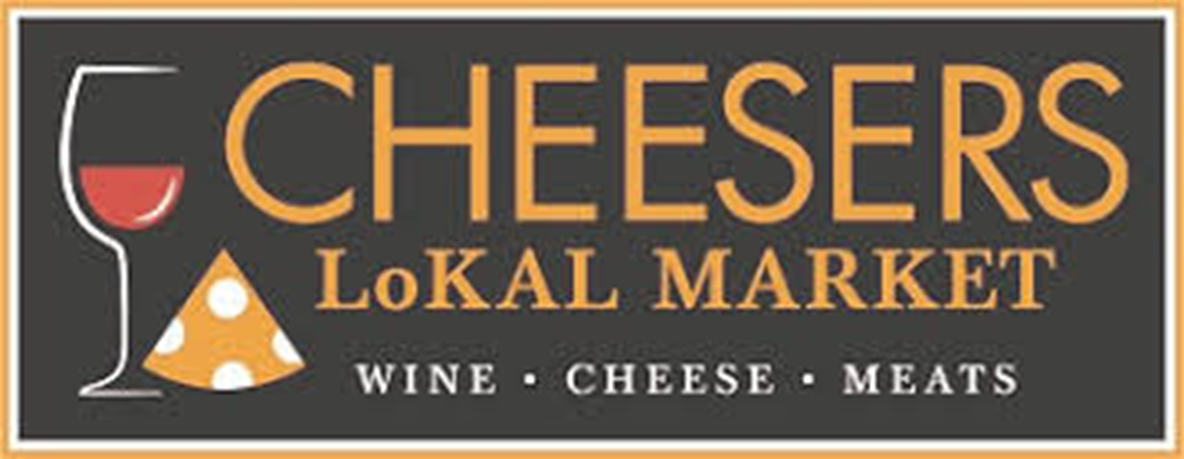 CHEESERS
LoKAL MARKET
WINE • CHEESE • MEATS